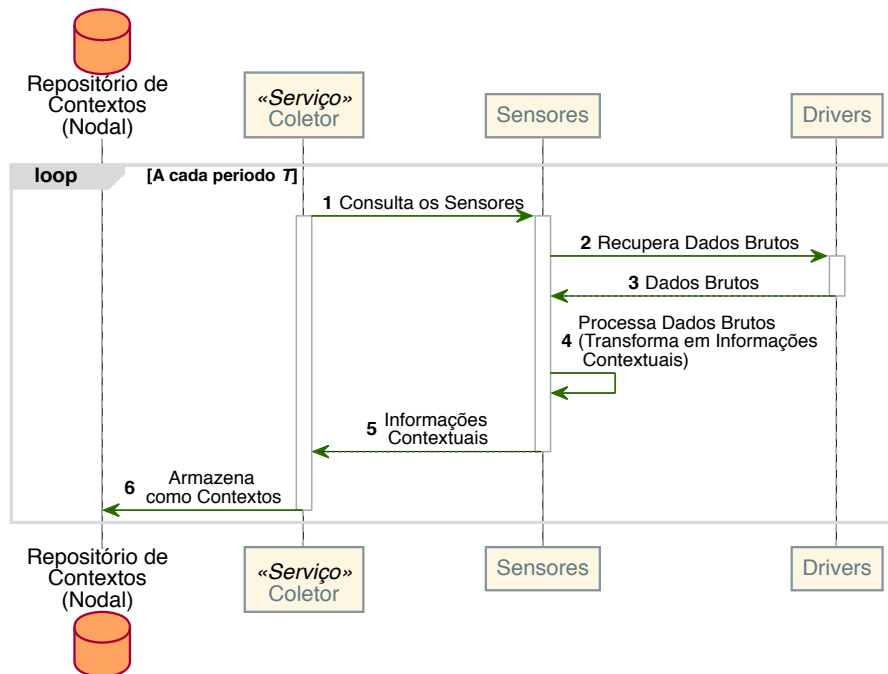 Repositório de
Contextos
(Nodal)
«Serviço»
Coletor
Sensores
Drivers
loop
[A cada periodo T]
1 Consulta os Sensores
2 Recupera Dados Brutos
3 Dados Brutos
Processa Dados Brutos
4 (Transforma em Informações
Contextuais)
5 Informações
Contextuais
6 Armazena
como Contextos
Repositório de
Contextos
(Nodal)
«Serviço»
Coletor
Sensores
Drivers